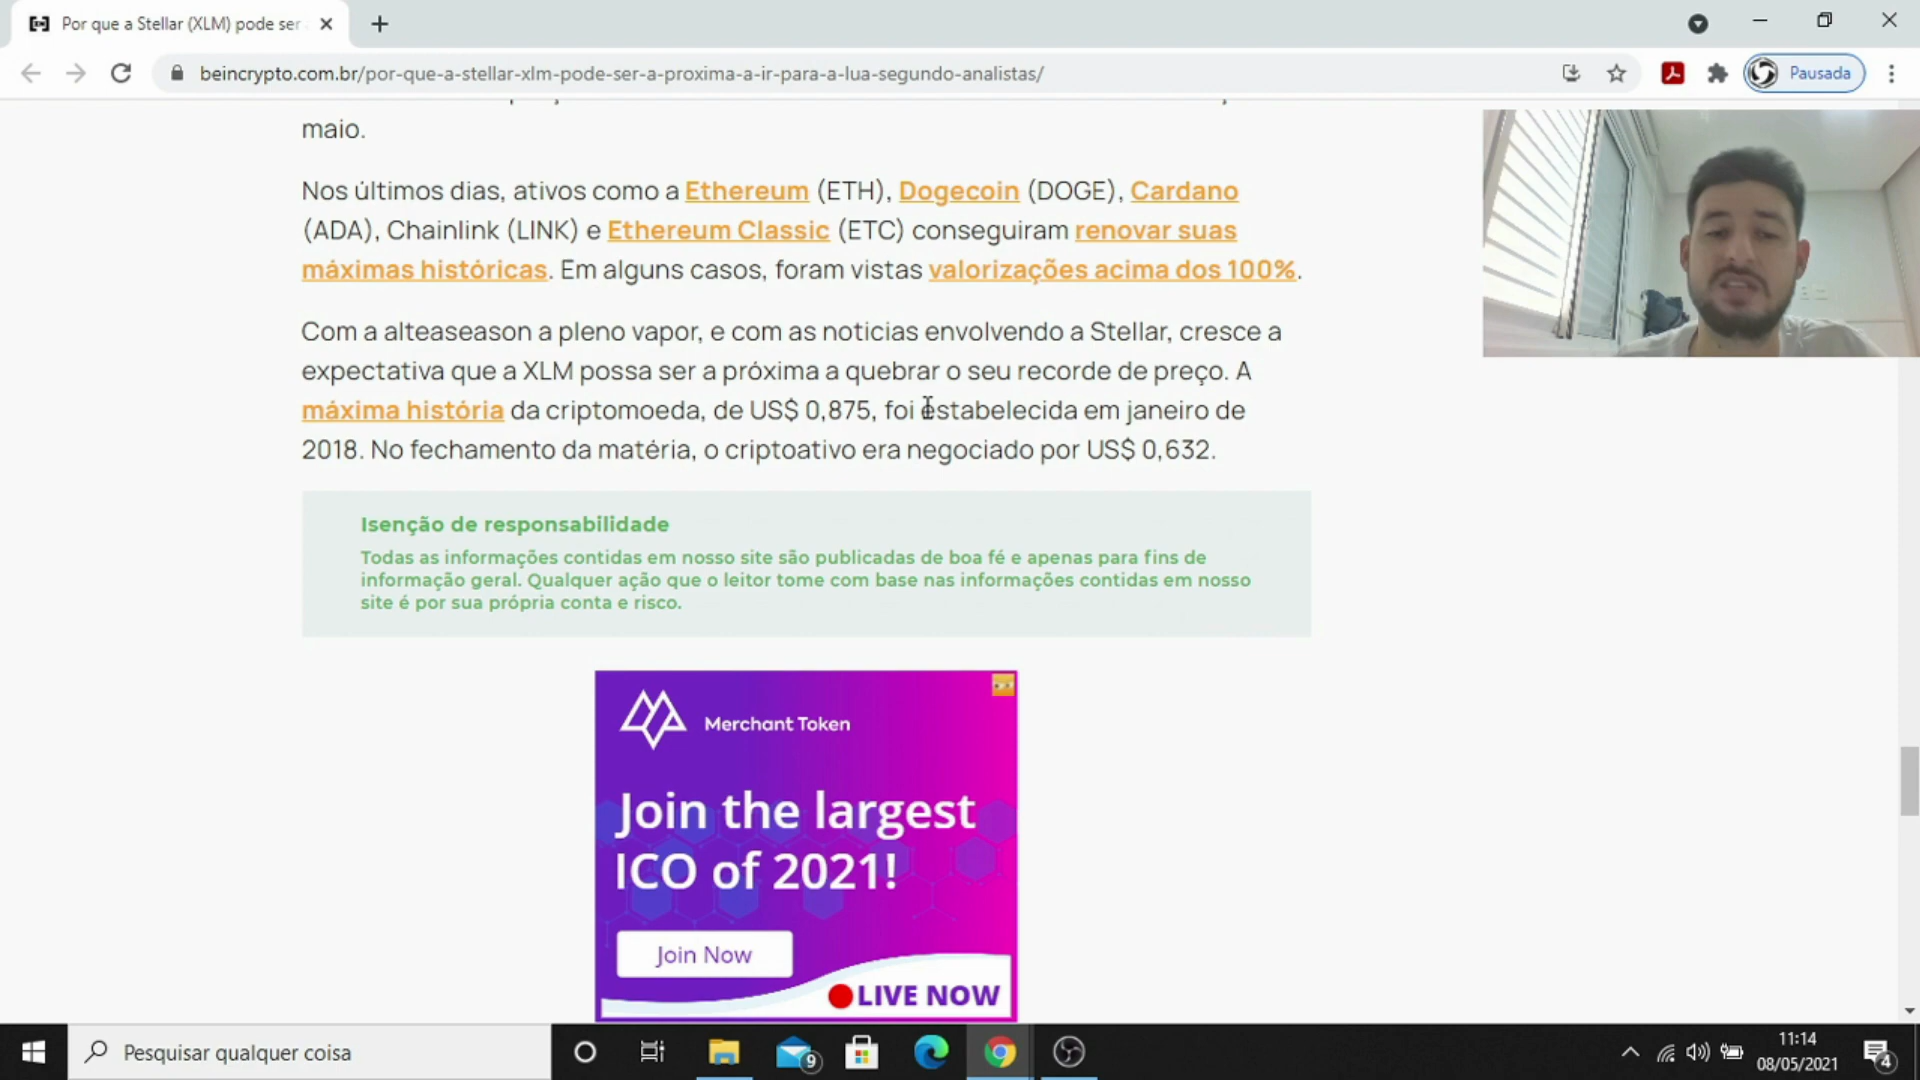 Por que a Stellar (XLM) pode ser
beincrypto.com.br/por-que-a-stellar-xlm-pode-ser-a-proxima-a-ir-para-a-lua-segundo-analistas/
Pausada
maio.
Nos últimos dias, ativos como a Ethereum (ETH), Dogecoin (DOGE), Cardano
(ADA), Chainlink (LINK) e Ethereum Classic (ETC) conseguiram renovar suas
máximas históricas. Em alguns casos, foram vistas valorizações acima dos 100%.
Com a alteaseason a pleno vapor, e com as noticias envolvendo a Stellar, cresce a
expectativa que a XLM possa ser a próxima a quebrar o seu recorde de preço. A
máxima história da criptomoeda, de US$ 0,875, foi estabelecida em janeiro de
2018. No fechamento da matéria, o criptoativo era negociado por US$ 0,632.
Isenção de responsabilidade
Todas as informações contidas em nosso site são publicadas de boa fé e apenas para fins de
informação geral. Qualquer ação que o leitor tome com base nas informações contidas em nosso
site é por sua própria conta e risco.
Merchant Token
Join the largest
ICO of 2021!
Join Now
LIVE NOW
Pesquisar qualquer coisa
9
11:14
08/05/2021
4